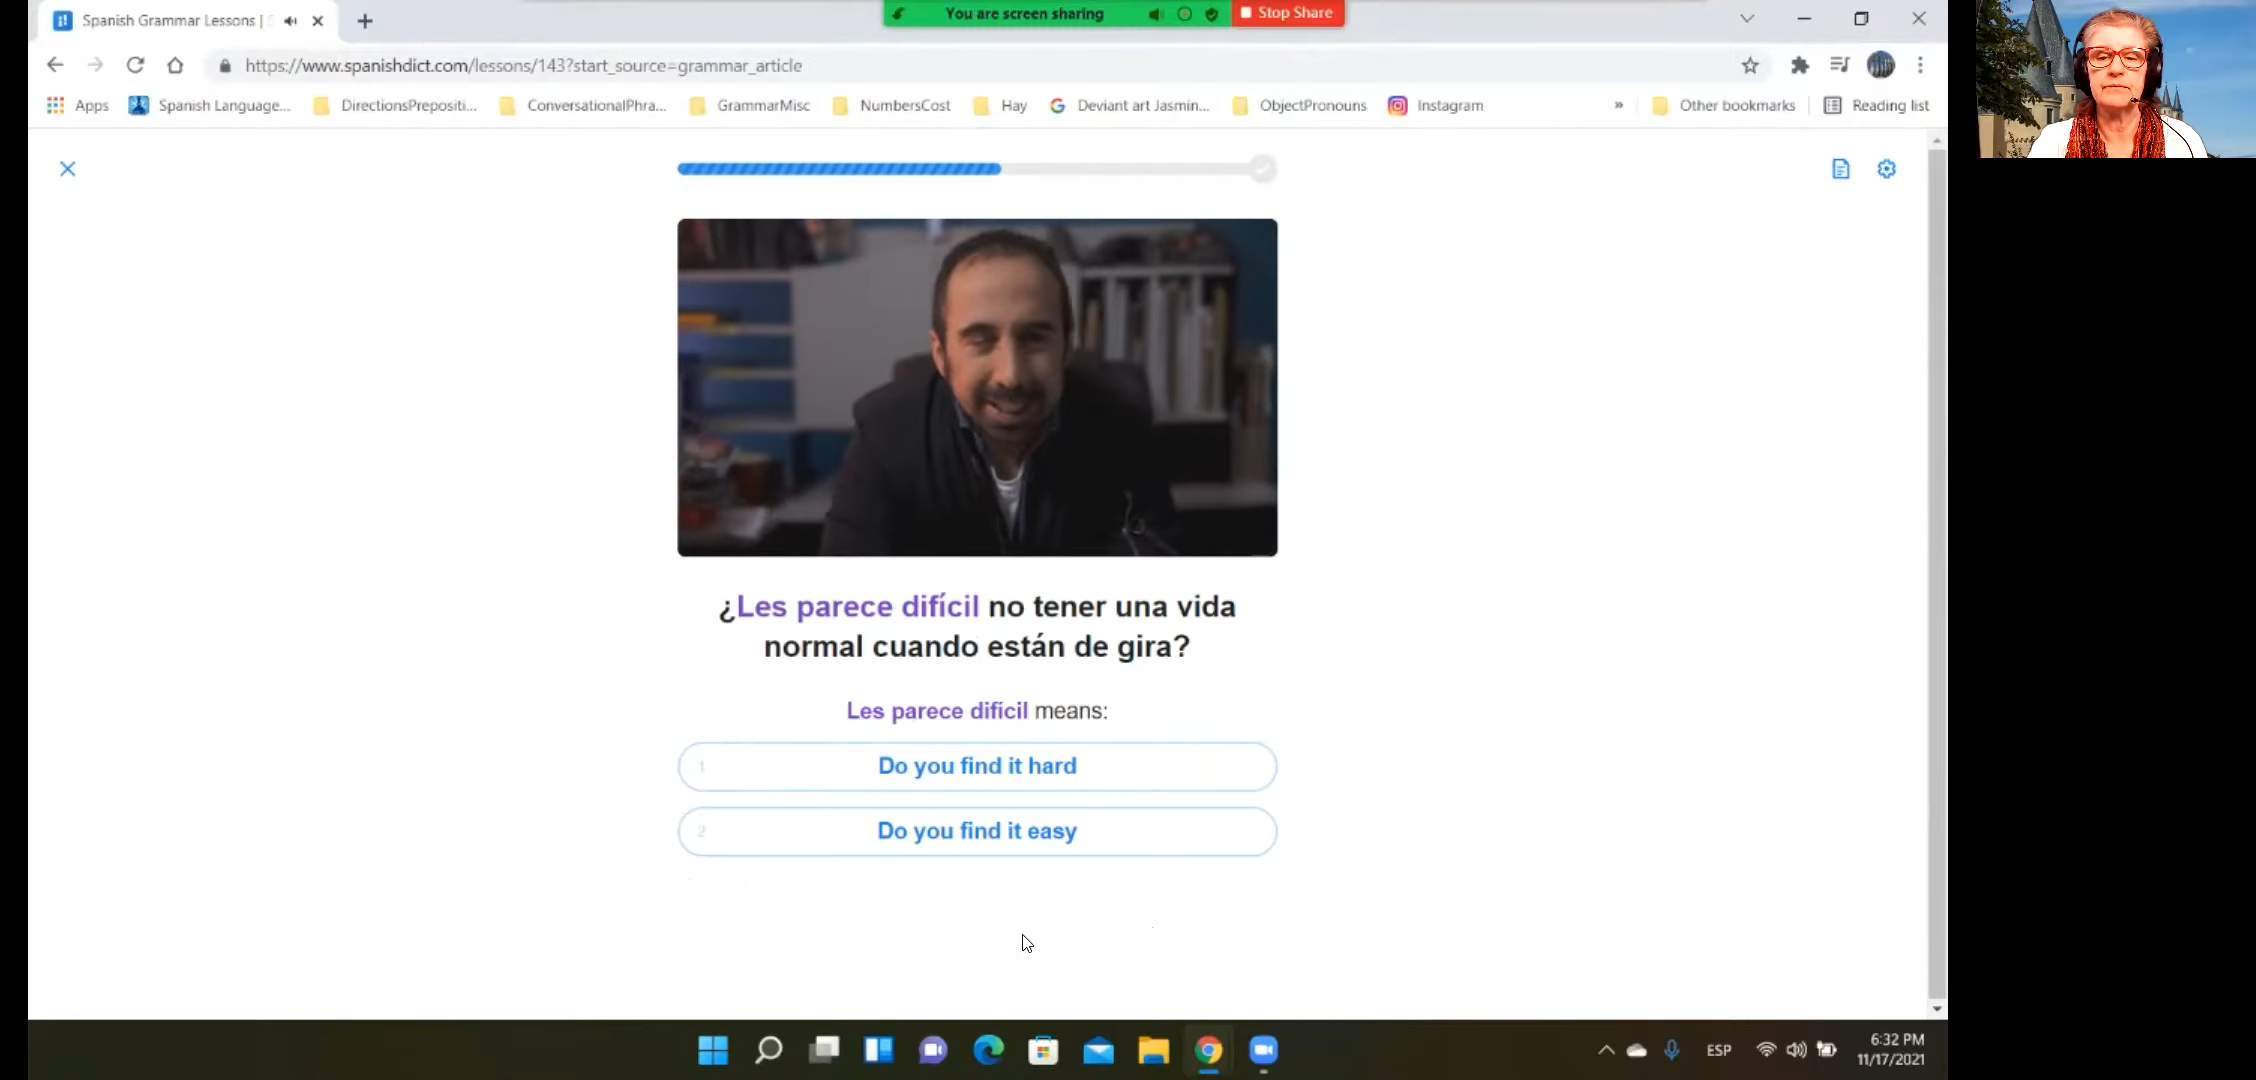 Spanish Grammar Lessons |
You are screen sharing
Stop Share
https://www.spanishdict.com/lessons/143?start_source=grammar_article
Apps
Spanish Language...
DirectionsPrepositi...
ConversationalPhra...
GrammarMisc
NumbersCost
Hay
Deviant art Jasmin...
ObjectPronouns
Instagram
»
Other bookmarks
Reading list
¿Les parece difícil no tener una vida
normal cuando están de gira?
Les parece difícil means:
1 Do you find it hard
2 Do you find it easy
ESP
6:32 PM
11/17/2021